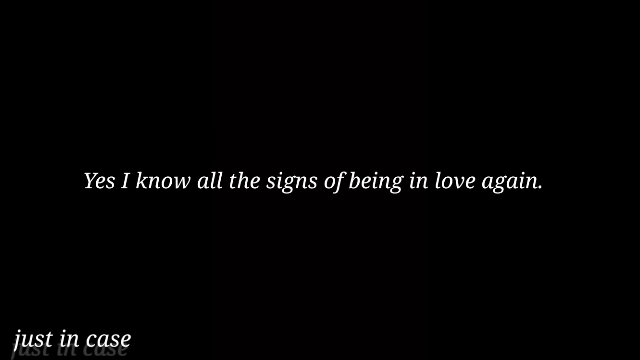 Yes I know all the signs of being in love again.
just in case